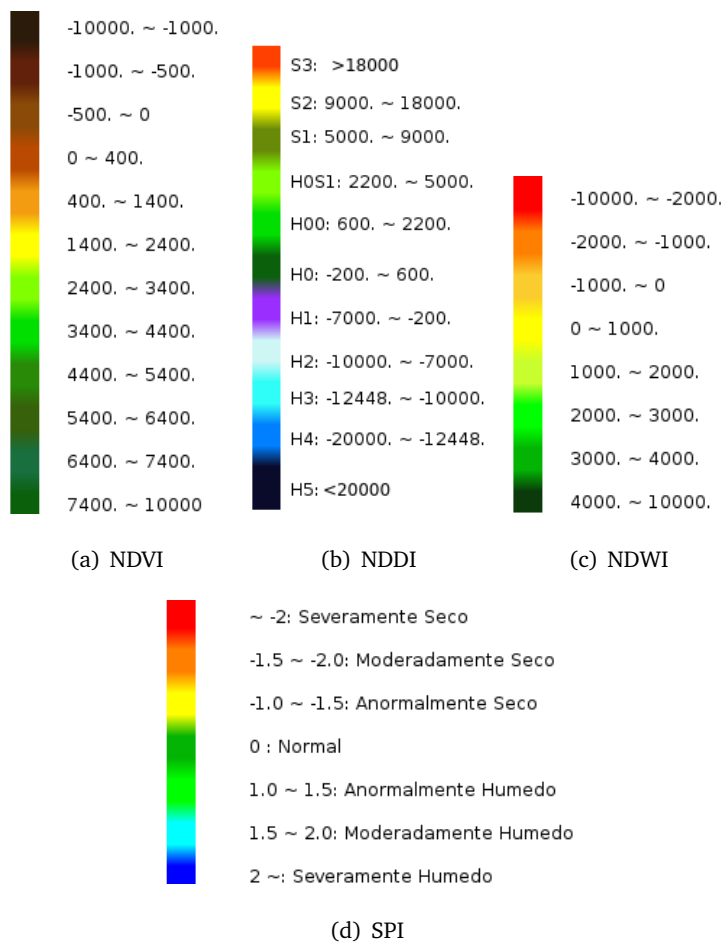 -10000. ~ -1000.
-1000. ~ -500.
-500. ~ 0
0 ~ 400.
400. ~ 1400.
1400. ~ 2400.
2400. ~ 3400.
3400. ~ 4400.
4400. ~ 5400.
5400. ~ 6400.
6400. ~ 7400.
7400. ~ 10000
(a) NDVI
S3: >18000
S2: 9000. ~ 18000.
S1: 5000. ~ 9000.
H0S1: 2200. ~ 5000.
H00: 600. ~ 2200.
H0: -200. ~ 600.
H1: -7000. ~ -200.
H2: -10000. ~ -7000.
H3: -12448. ~ -10000.
H4: -20000. ~ -12448.
H5: <20000
(b) NDDI
-10000. ~ -2000.
-2000. ~ -1000.
-1000. ~ 0
0 ~ 1000.
1000. ~ 2000.
2000. ~ 3000.
3000. ~ 4000.
4000. ~ 10000.
(c) NDWI
~ -2: Severamente Seco
-1.5 ~ -2.0: Moderadamente Seco
-1.0 ~ -1.5: Anormalmente Seco
0 : Normal
1.0 ~ 1.5: Anormalmente Humedo
1.5 ~ 2.0: Moderadamente Humedo
2 ~: Severamente Humedo
(d) SPI